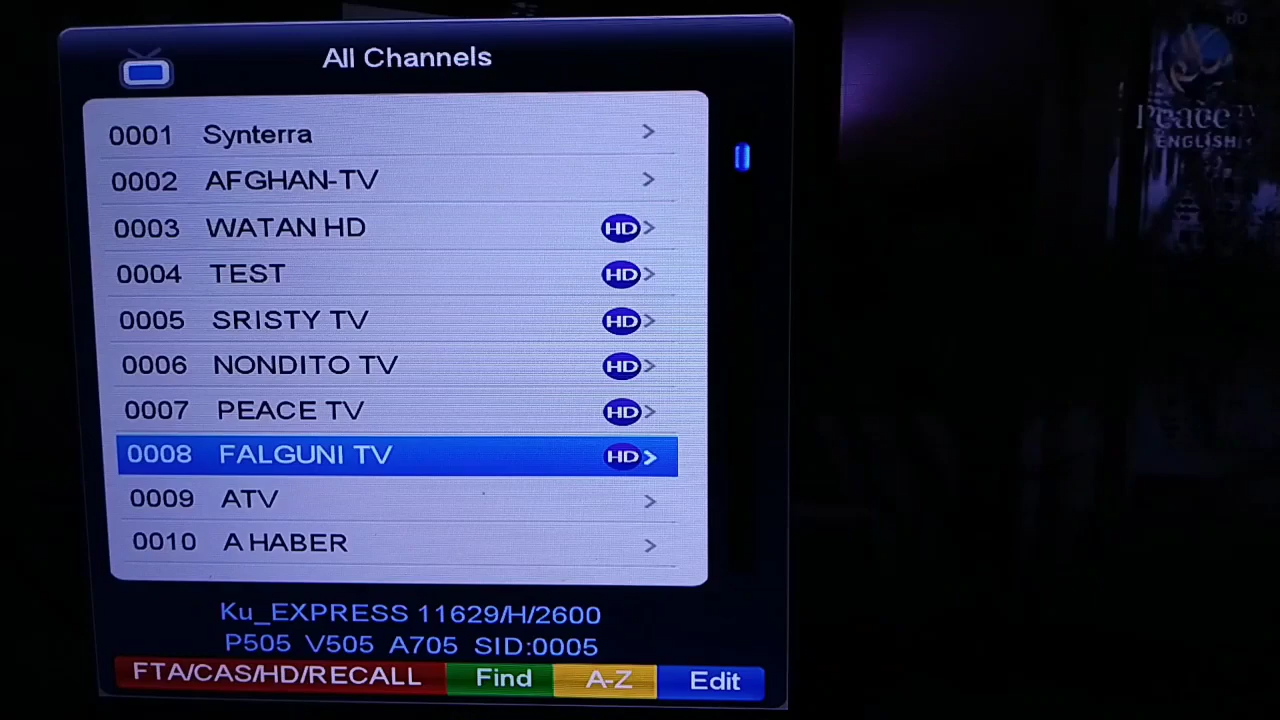 All Channels
0001 Synterra >
0002 AFGHAN-TV >
0003 WATAN HD HD >
0004 TEST HD >
0005 SRISTY TV HD >
0006 NONDITO TV HD >
0007 PEACE TV HD >
0008 FALGUNI TV HD >
0009 ATV >
0010 A HABER >
Ku_EXPRESS 11629/H/2600
P505 V505 A705 SID:0005
FTA/CAS/HD/RECALL Find A-Z Edit
HD
Peace TV
ENGLISH